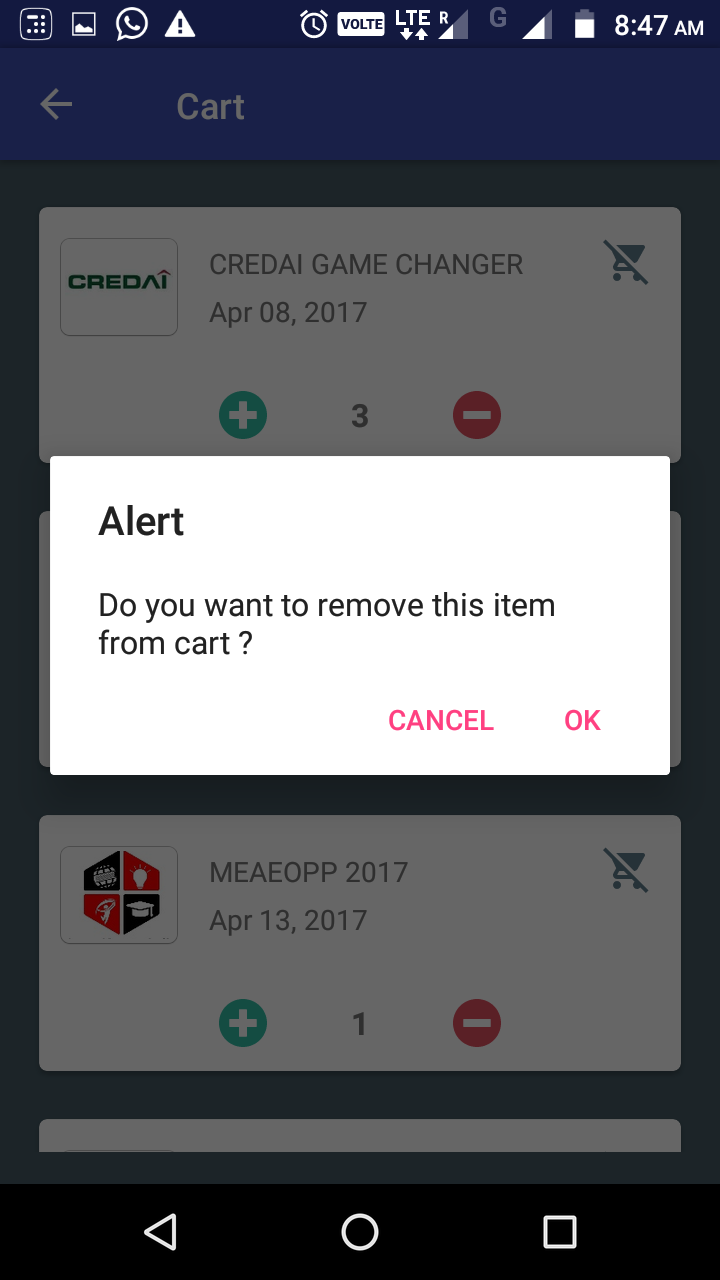 VOLTE LTE R G 8:47 AM
Cart
CREDAI
CREDAI GAME CHANGER
Apr 08, 2017
3
Alert
Do you want to remove this item
from cart ?
CANCEL OK
MEAEOPP 2017
Apr 13, 2017
1